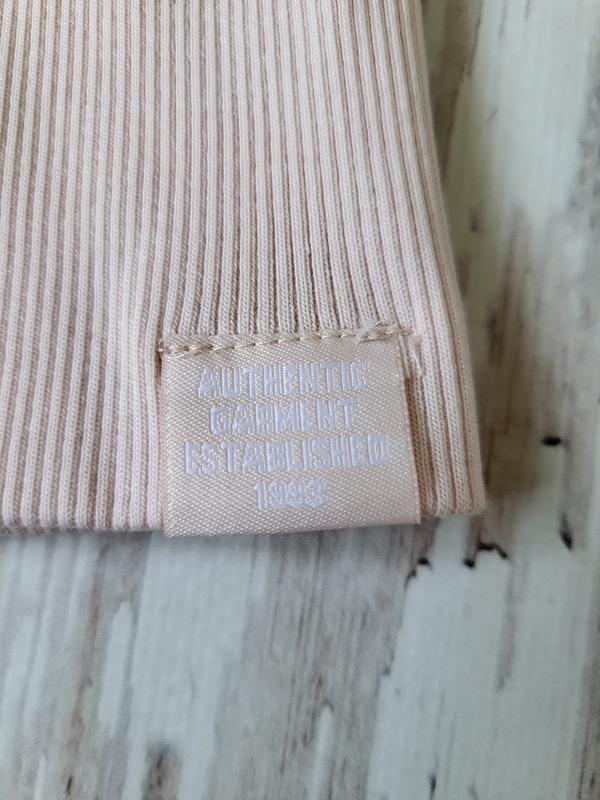 AUTHENTIC
GARMENT
ESTABLISHED
1993